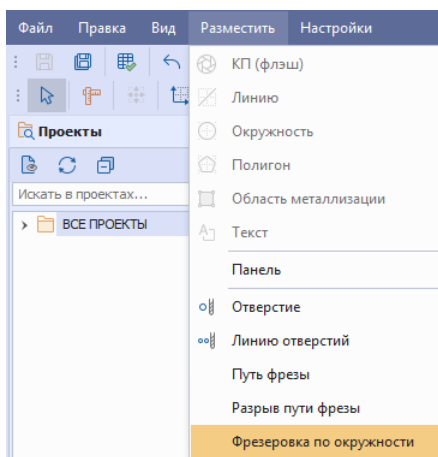 Файл Правка Вид Разместить Настройки
КП (флэш)
Линию
Окружность
Полигон
Область металлизации
Текст
Панель
Отверстие
Линию отверстий
Путь фрезы
Разрыв пути фрезы
Фрезеровка по окружности
Проекты
Искать в проектах...
ВСЕ ПРОЕКТЫ